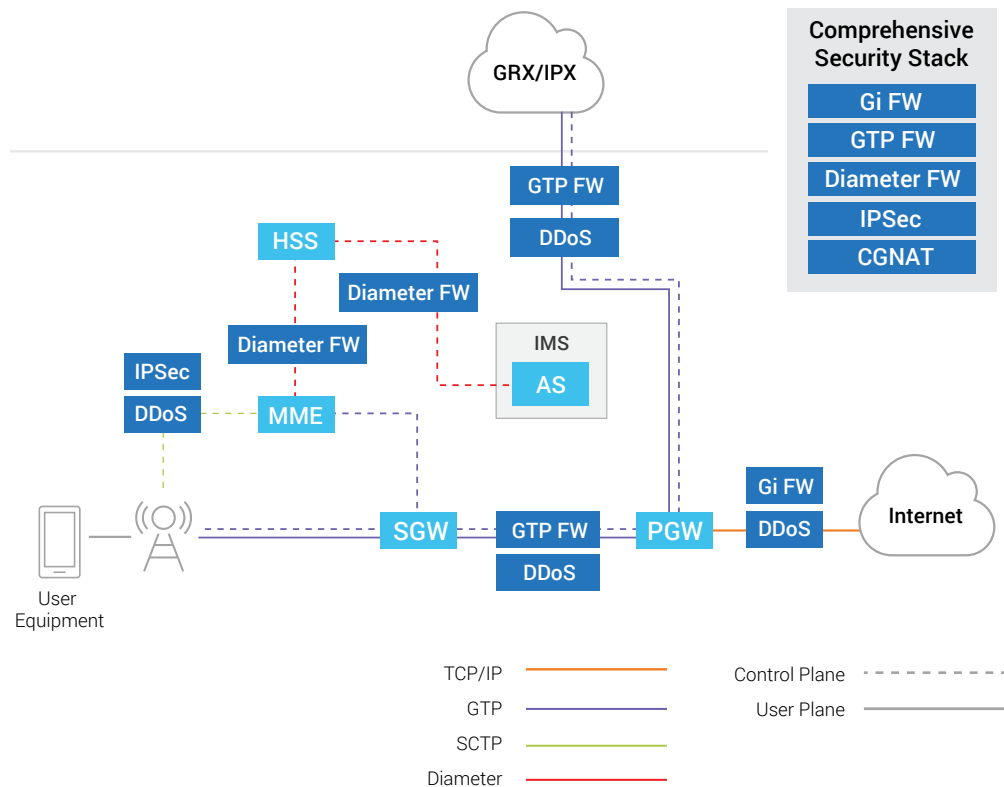 GRX/IPX
Comprehensive
Security Stack
Gi FW
GTP FW
Diameter FW
IPSec
CGNAT
GTP FW
DDoS
HSS
Diameter FW
Diameter FW
IMS
AS
IPSec
DDoS
MME
Gi FW
Internet
SGW
GTP FW
PGW
DDoS
DDoS
User
Equipment
TCP/IP
Control Plane
GTP
User Plane
SCTP
Diameter